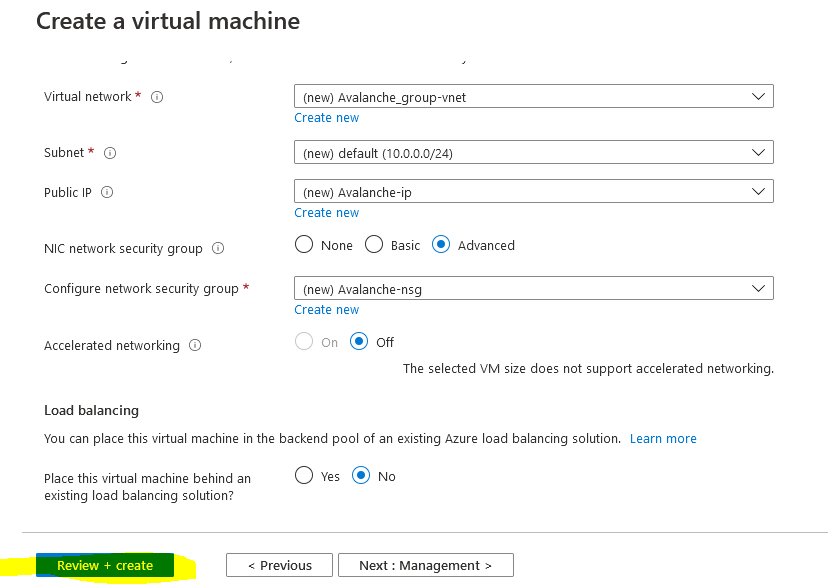 Create a virtual machine
Virtual network *
(new) Avalanche_group-vnet
Create new
Subnet *
(new) default (10.0.0.0/24)
Public IP
(new) Avalanche-ip
Create new
NIC network security group
None Basic Advanced
Configure network security group *
(new) Avalanche-nsg
Create new
Accelerated networking
On Off
The selected VM size does not support accelerated networking.
Load balancing
You can place this virtual machine in the backend pool of an existing Azure load balancing solution. Learn more
Place this virtual machine behind an
existing load balancing solution?
Yes No
Review + create < Previous Next : Management >